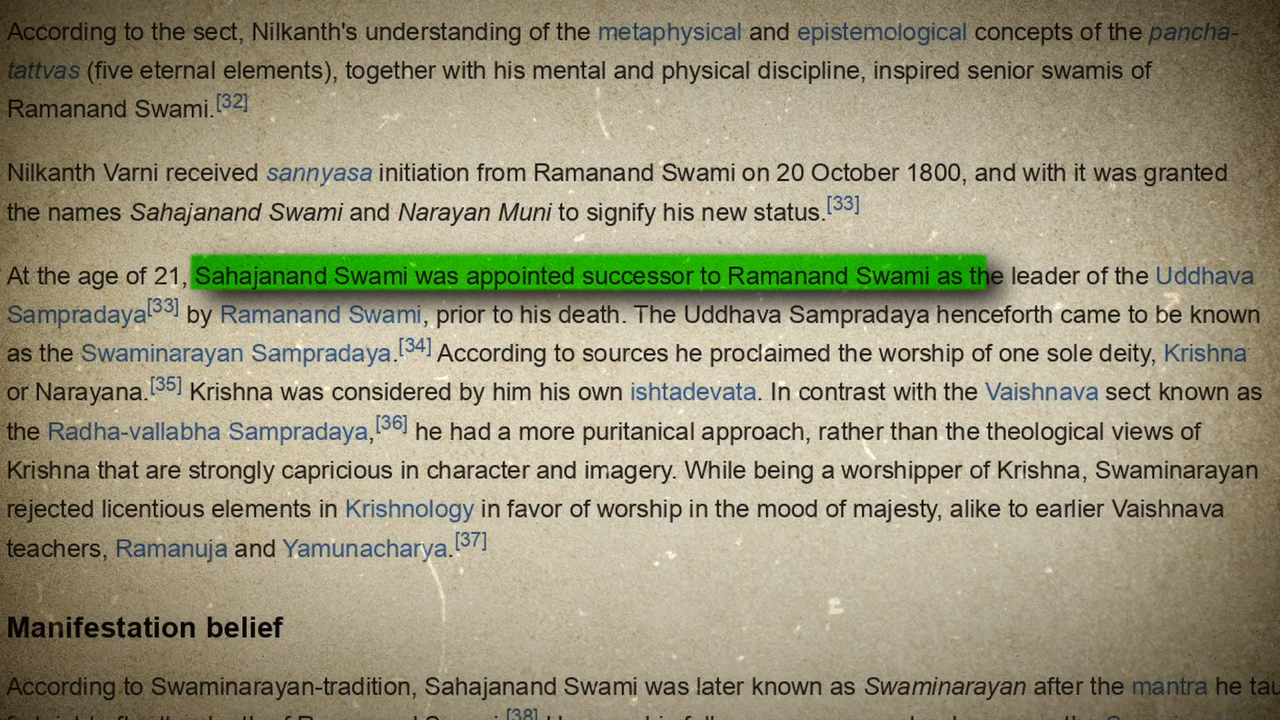 According to the sect, Nilkanth's understanding of the metaphysical and epistemological concepts of the pancha-
tattvas (five eternal elements), together with his mental and physical discipline, inspired senior swamis of
Ramanand Swami.[32]
Nilkanth Varni received sannyasa initiation from Ramanand Swami on 20 October 1800, and with it was granted
the names Sahajanand Swami and Narayan Muni to signify his new status.[33]
At the age of 21, Sahajanand Swami was appointed successor to Ramanand Swami as the leader of the Uddhava
Sampradaya[33] by Ramanand Swami, prior to his death. The Uddhava Sampradaya henceforth came to be known
as the Swaminarayan Sampradaya.[34] According to sources he proclaimed the worship of one sole deity, Krishna
or Narayana.[35] Krishna was considered by him his own ishtadevata. In contrast with the Vaishnava sect known as
the Radha-vallabha Sampradaya,[36] he had a more puritanical approach, rather than the theological views of
Krishna that are strongly capricious in character and imagery. While being a worshipper of Krishna, Swaminarayan
rejected licentious elements in Krishnology in favor of worship in the mood of majesty, alike to earlier Vaishnava
teachers, Ramanuja and Yamunacharya.[37]
Manifestation belief
According to Swaminarayan-tradition, Sahajanand Swami was later known as Swaminarayan after the mantra he tau
[38]